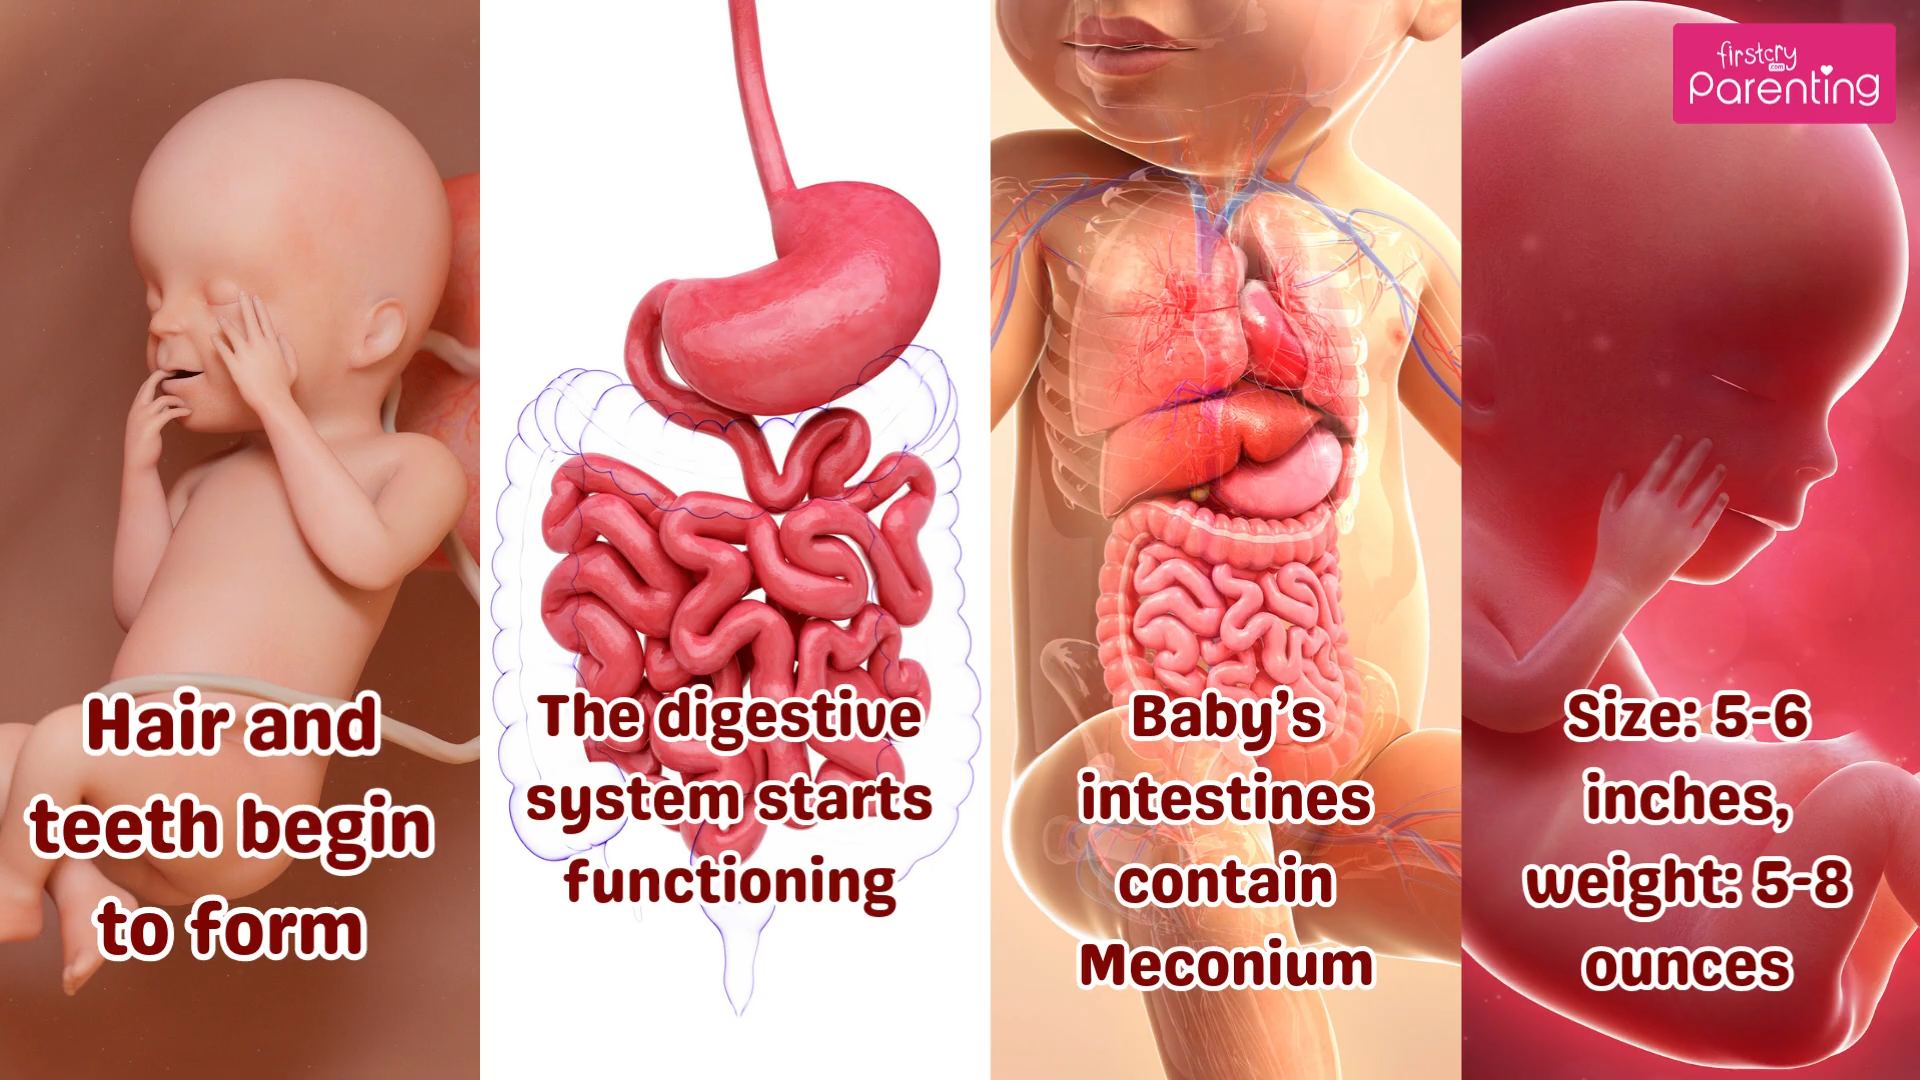 firstcry
.com
Parenting
Hair and
teeth begin
to form
The digestive
system starts
functioning
Baby's
intestines
contain
Meconium
Size: 5-6
inches,
weight: 5-8
ounces